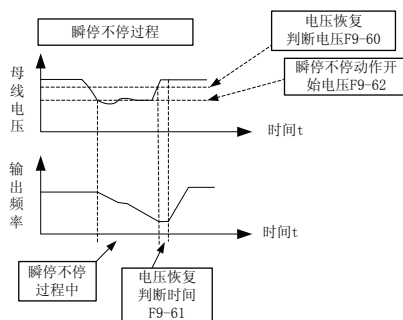 瞬停不停过程
电压恢复
判断电压F9-60
瞬停不停动作开
始电压F9-62
母
线
电
压
时间t
输
出
频
率
时间t
瞬停不停
过程中
电压恢复
判断时间
F9-61